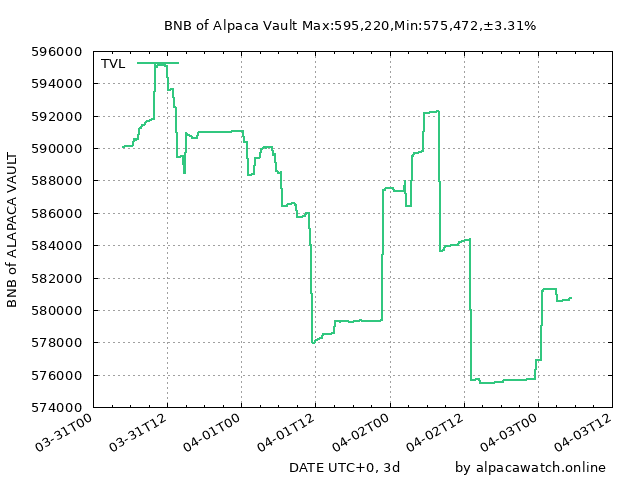 BNB of Alpaca Vault Max:595,220,Min:575,472,±3.31%
596000
594000
592000
590000
588000
586000
584000
582000
580000
578000
576000
574000
TVL
BNB of ALAPACA VAULT
03-31T00
03-31T12
04-01T00
04-01T12
04-02T00
04-02T12
04-03T00
04-03T12
DATE UTC+0, 3d
by alpacawatch.online